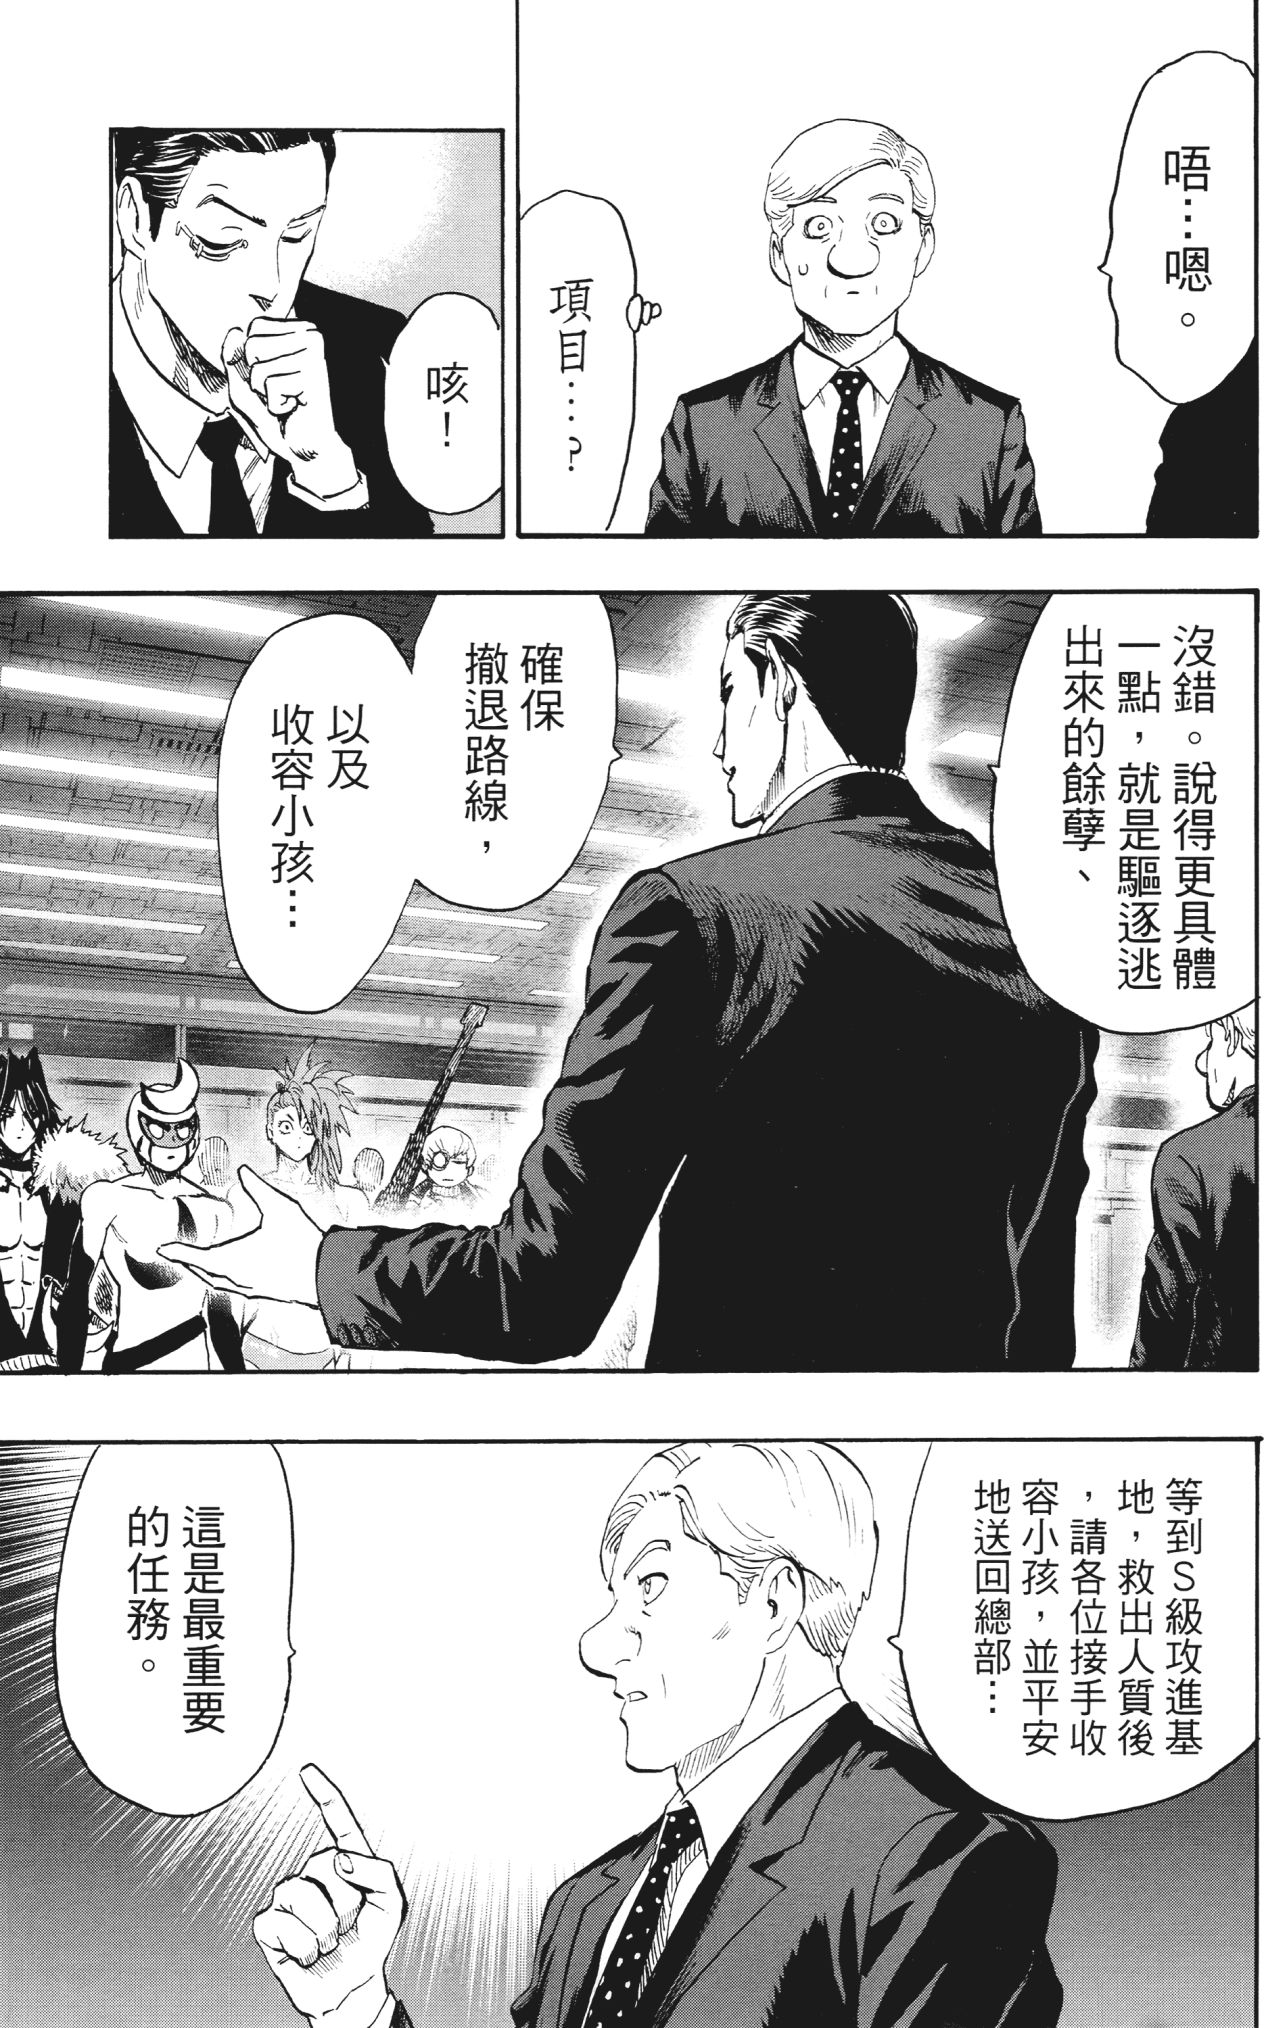 唔…嗯。
項目…?
咳!
沒錯。說得更具體
一點，就是驅逐逃
出來的餘孽、
確保
撤退路線，
以及
收容小孩…
等到S級攻進基
地，救出人質後
，請各位接手收
容小孩，並平安
地送回總部…
這是最重要
的任務。